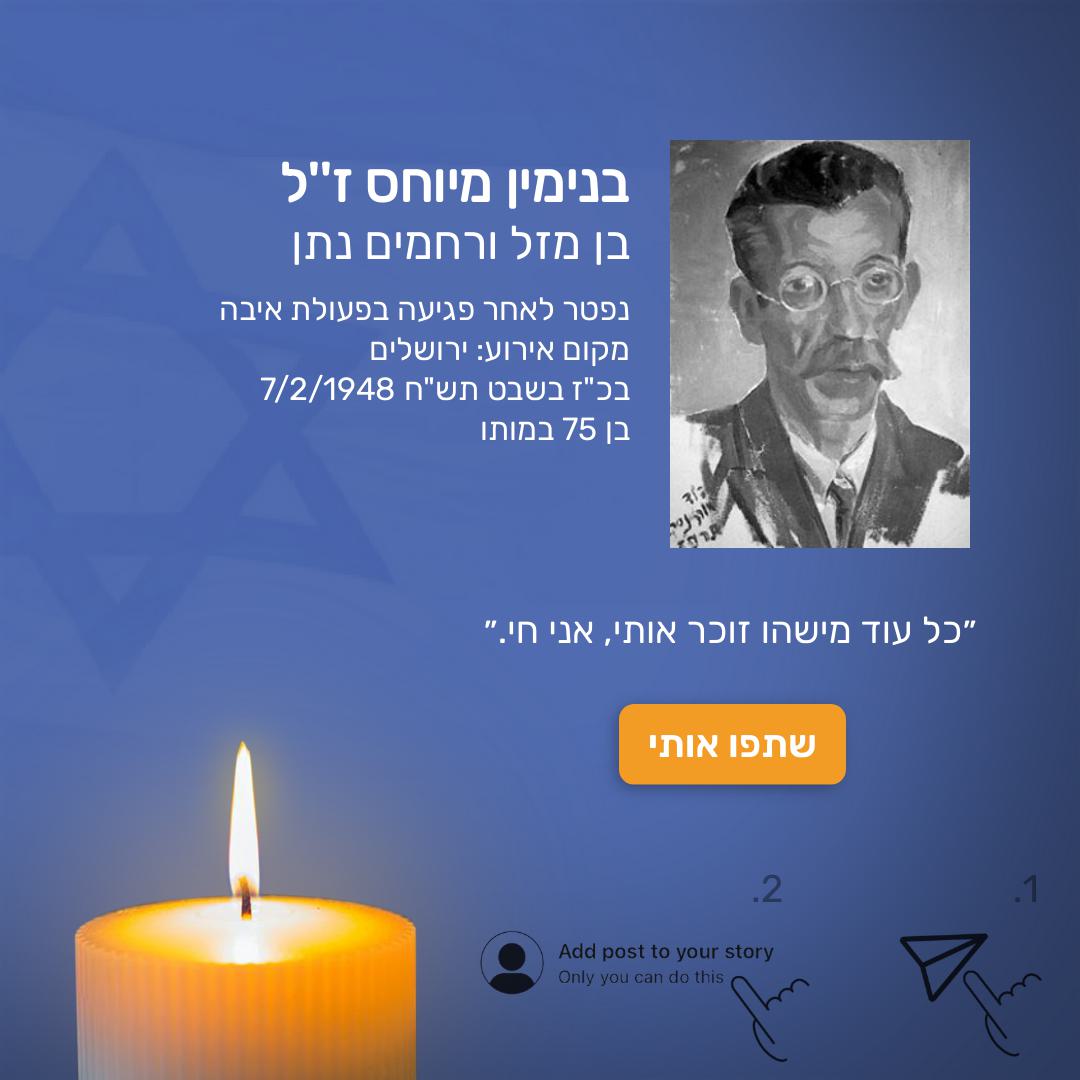 בנימין מיוחס ז"ל
בן מזל ורחמים נתן
נפטר לאחר פגיעה בפעולת איבה
מקום אירוע: ירושלים
בכ"ז בשבט תש"ח 7/2/1948
בן 75 במותו
״כל עוד מישהו זוכר אותי, אני חי.״
שתפו אותי
1.
2.
Add post to your story
Only you can do this